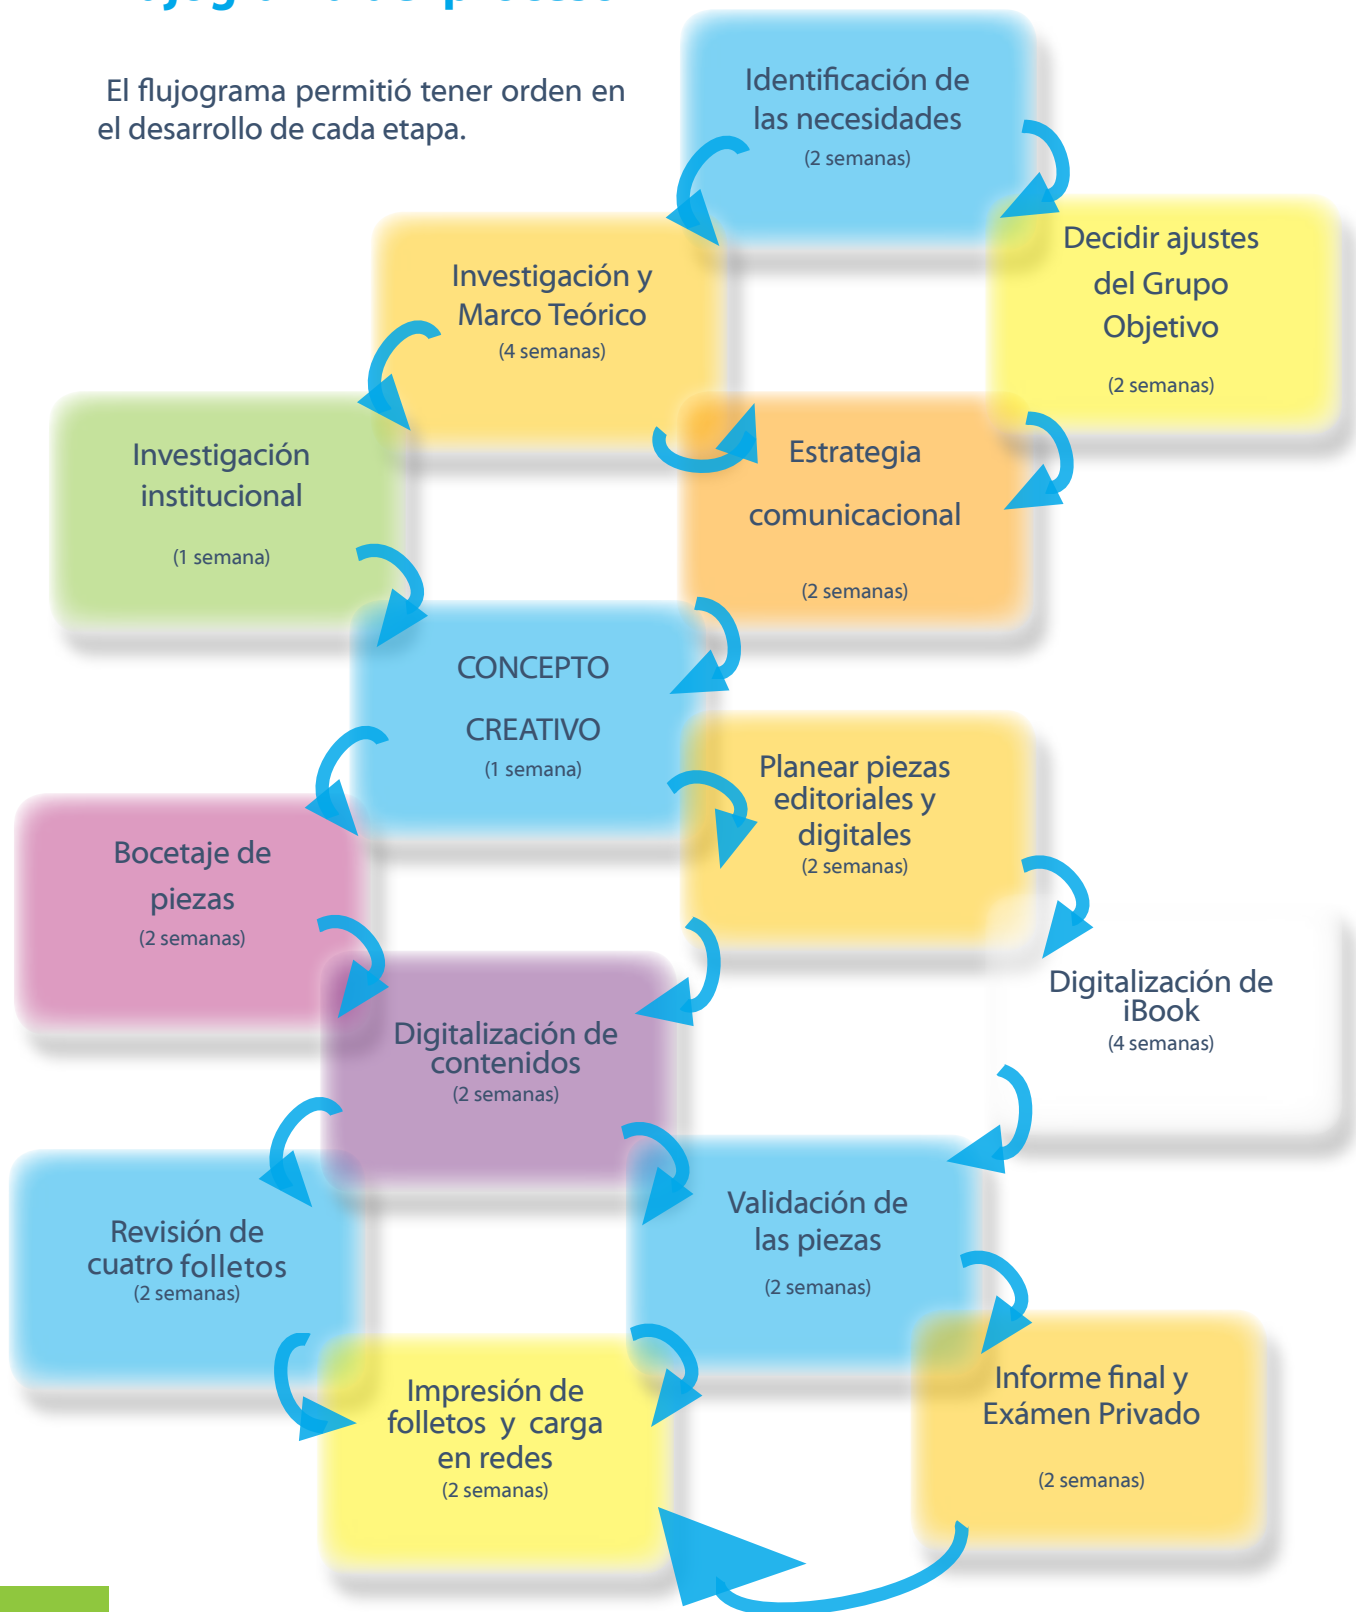 El flujograma permitió tener orden en
el desarrollo de cada etapa.
Identificación de
las necesidades
(2 semanas)
Decidir ajustes
del Grupo
Objetivo
(2 semanas)
Investigación y
Marco Teórico
(4 semanas)
Investigación
institucional
(1 semana)
Estrategia
comunicacional
(2 semanas)
CONCEPTO
CREATIVO
(1 semana)
Planear piezas
editoriales y
digitales
(2 semanas)
Bocetaje de
piezas
(2 semanas)
Digitalización de
iBook
(4 semanas)
Digitalización de
contenidos
(2 semanas)
Revisión de
cuatro folletos
(2 semanas)
Validación de
las piezas
(2 semanas)
Informe final y
Exámen Privado
(2 semanas)
Impresión de
folletos y carga
en redes
(2 semanas)